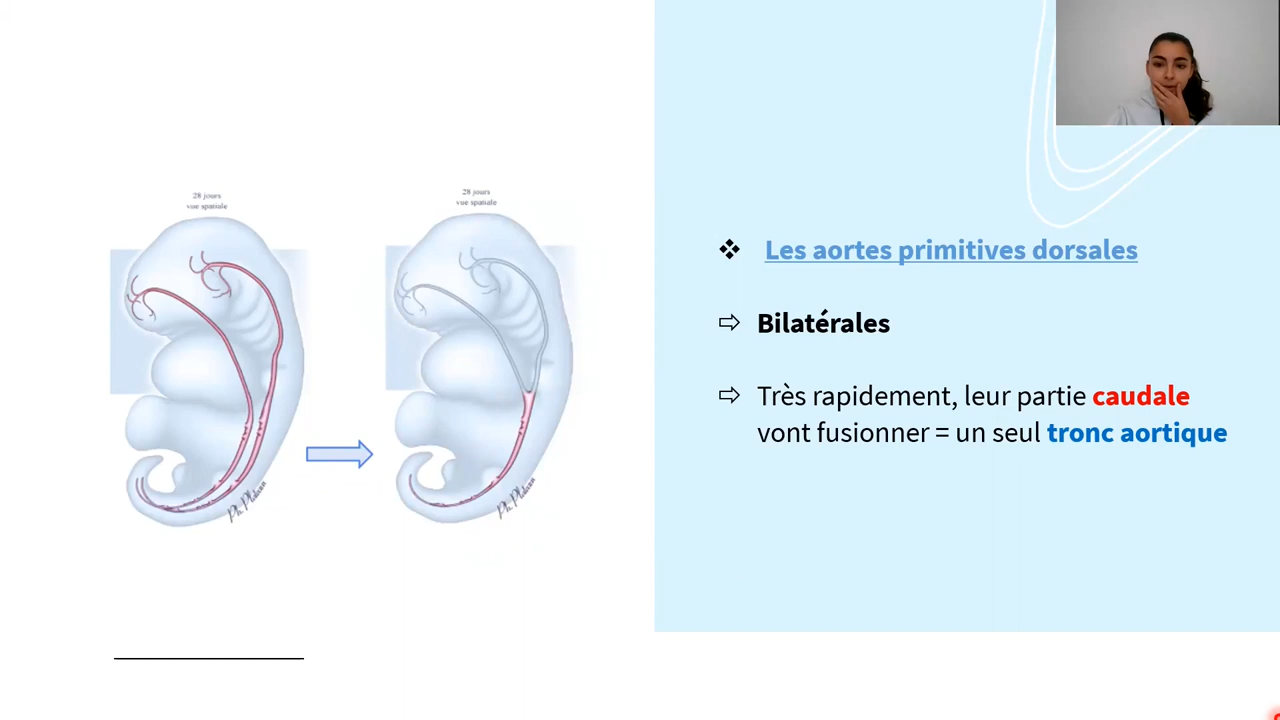 28 jours
vue spatiale
28 jours
vue spatiale
❖ Les aortes primitives dorsales
⇨ Bilatérales
⇨ Très rapidement, leur partie caudale
vont fusionner = un seul tronc aortique